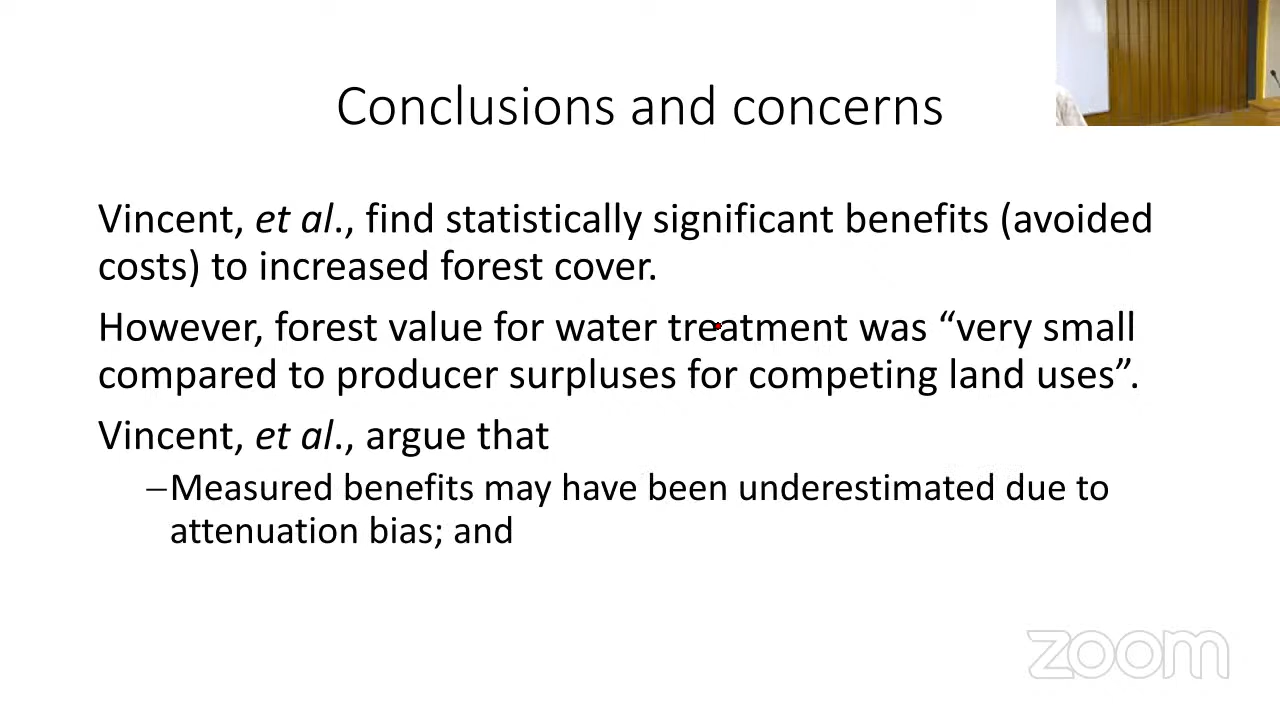 Conclusions and concerns
Vincent, et al., find statistically significant benefits (avoided
costs) to increased forest cover.
However, forest value for water treatment was “very small
compared to producer surpluses for competing land uses”.
Vincent, et al., argue that
–Measured benefits may have been underestimated due to
attenuation bias; and
zoom